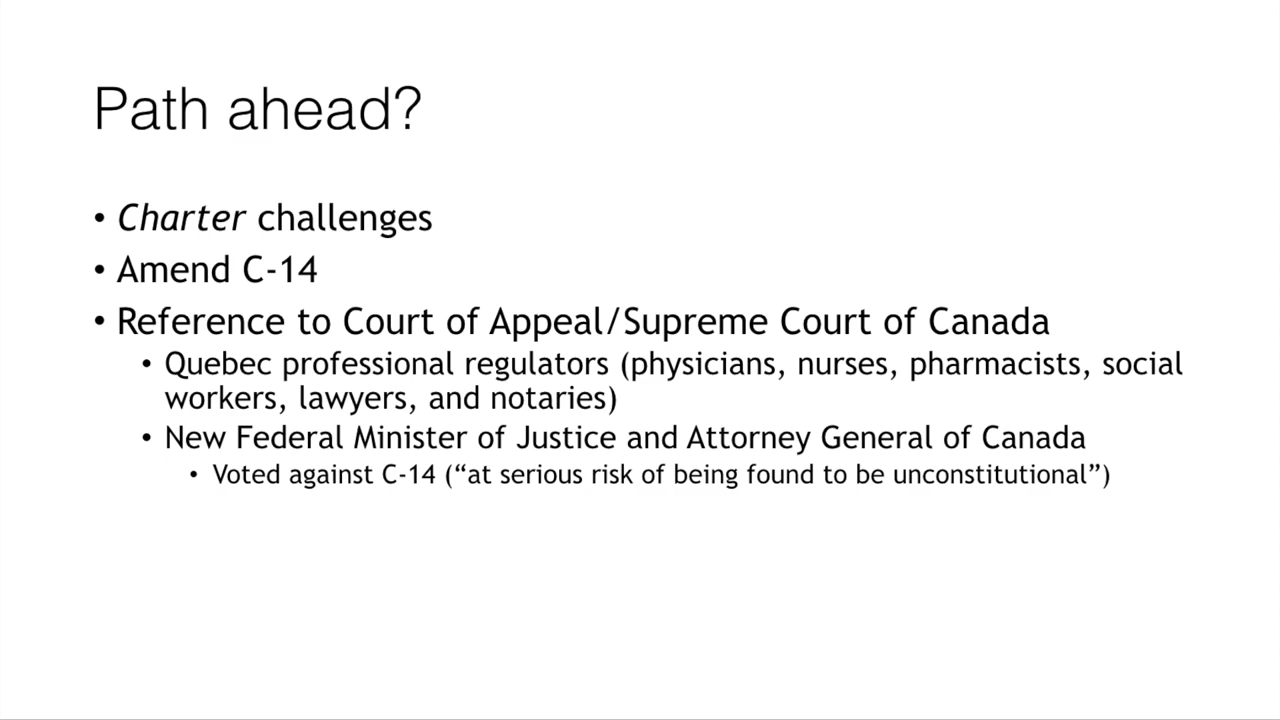 Path ahead?
• Charter challenges
• Amend C-14
• Reference to Court of Appeal/Supreme Court of Canada
• Quebec professional regulators (physicians, nurses, pharmacists, social
workers, lawyers, and notaries)
• New Federal Minister of Justice and Attorney General of Canada
• Voted against C-14 (“at serious risk of being found to be unconstitutional”)